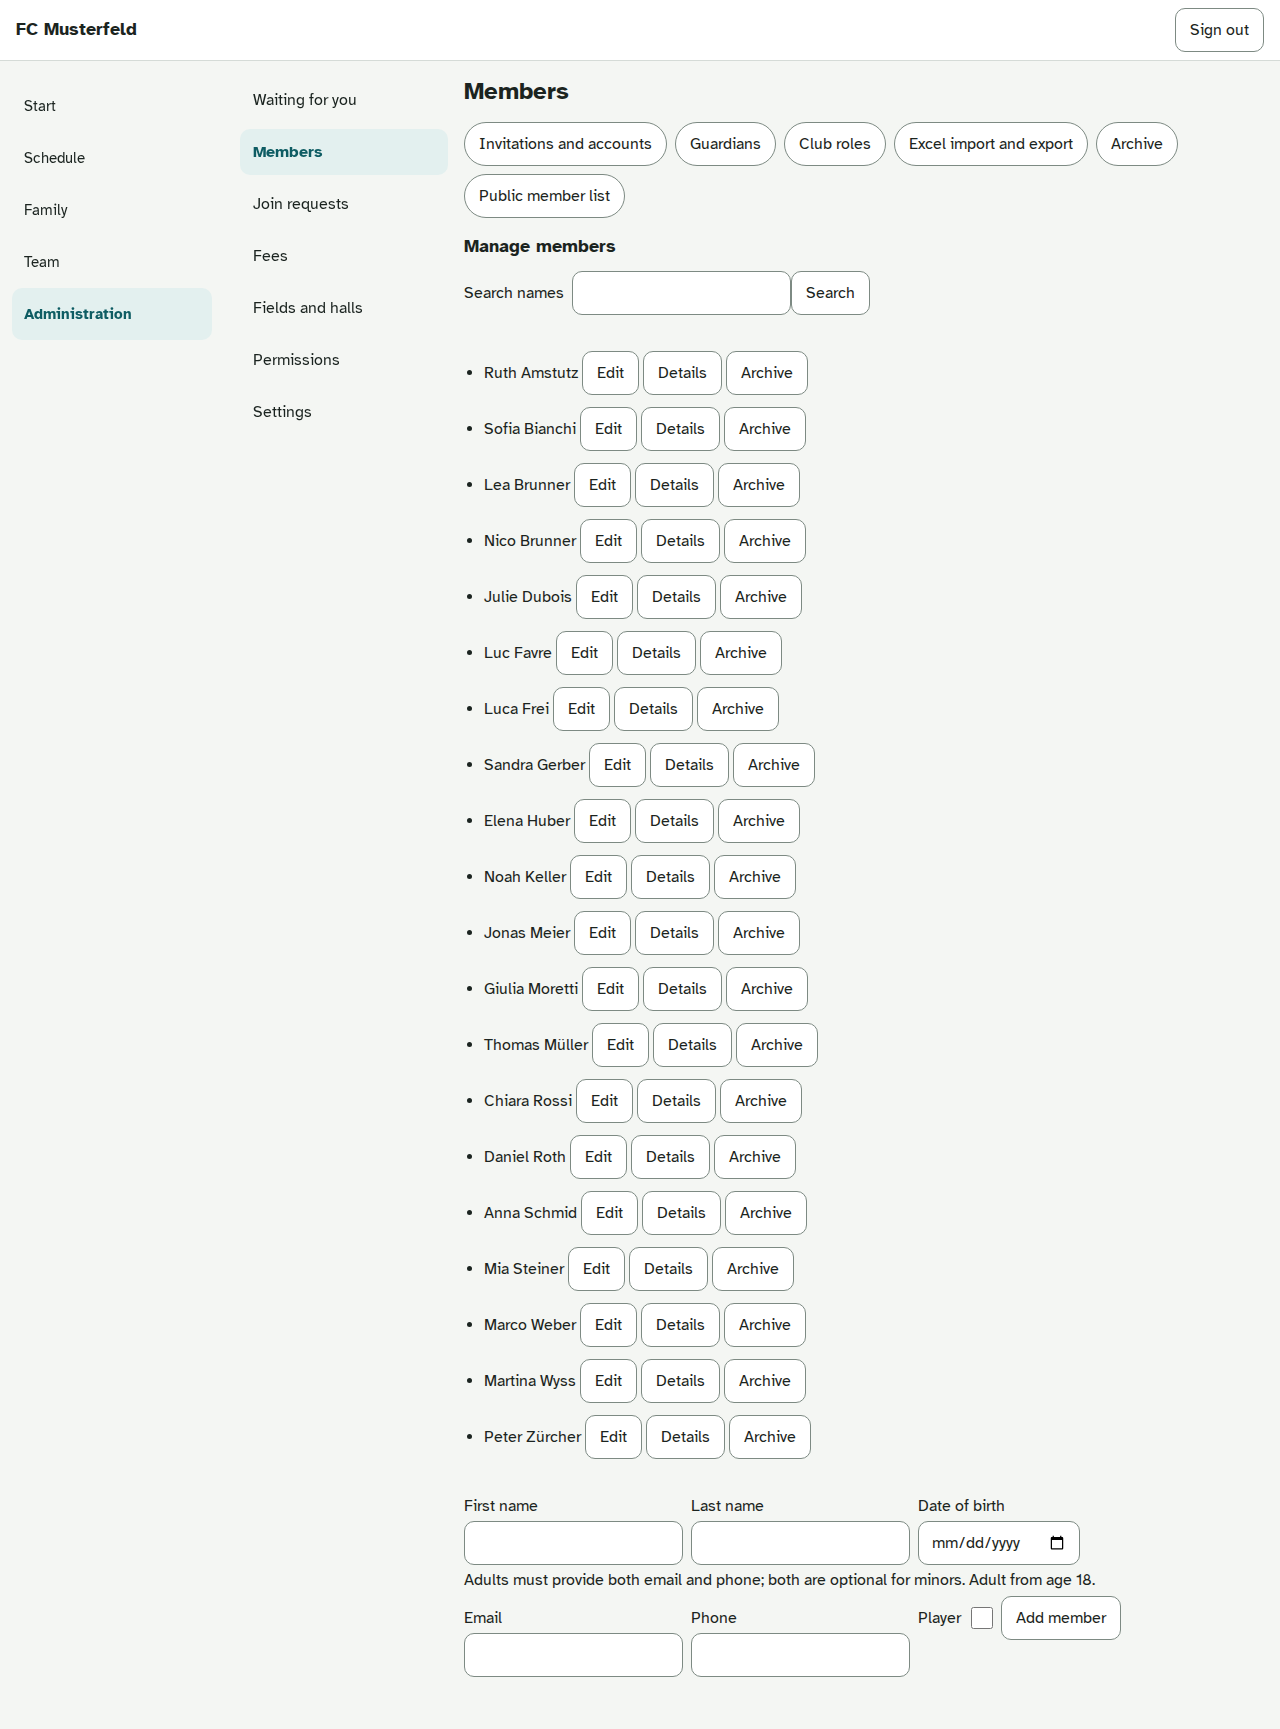 FC Musterfeld
Sign out
Start
Schedule
Family
Team
Administration
Waiting for you
Members
Join requests
Fees
Fields and halls
Permissions
Settings
Members
Invitations and accounts Guardians Club roles Excel import and export Archive
Public member list
Manage members
Search names Search
Ruth Amstutz Edit Details Archive
Sofia Bianchi Edit Details Archive
Lea Brunner Edit Details Archive
Nico Brunner Edit Details Archive
Julie Dubois Edit Details Archive
Luc Favre Edit Details Archive
Luca Frei Edit Details Archive
Sandra Gerber Edit Details Archive
Elena Huber Edit Details Archive
Noah Keller Edit Details Archive
Jonas Meier Edit Details Archive
Giulia Moretti Edit Details Archive
Thomas Müller Edit Details Archive
Chiara Rossi Edit Details Archive
Daniel Roth Edit Details Archive
Anna Schmid Edit Details Archive
Mia Steiner Edit Details Archive
Marco Weber Edit Details Archive
Martina Wyss Edit Details Archive
Peter Zürcher Edit Details Archive
First name Last name Date of birth
mm/dd/yyyy
Adults must provide both email and phone; both are optional for minors. Adult from age 18.
Email Phone Player Add member